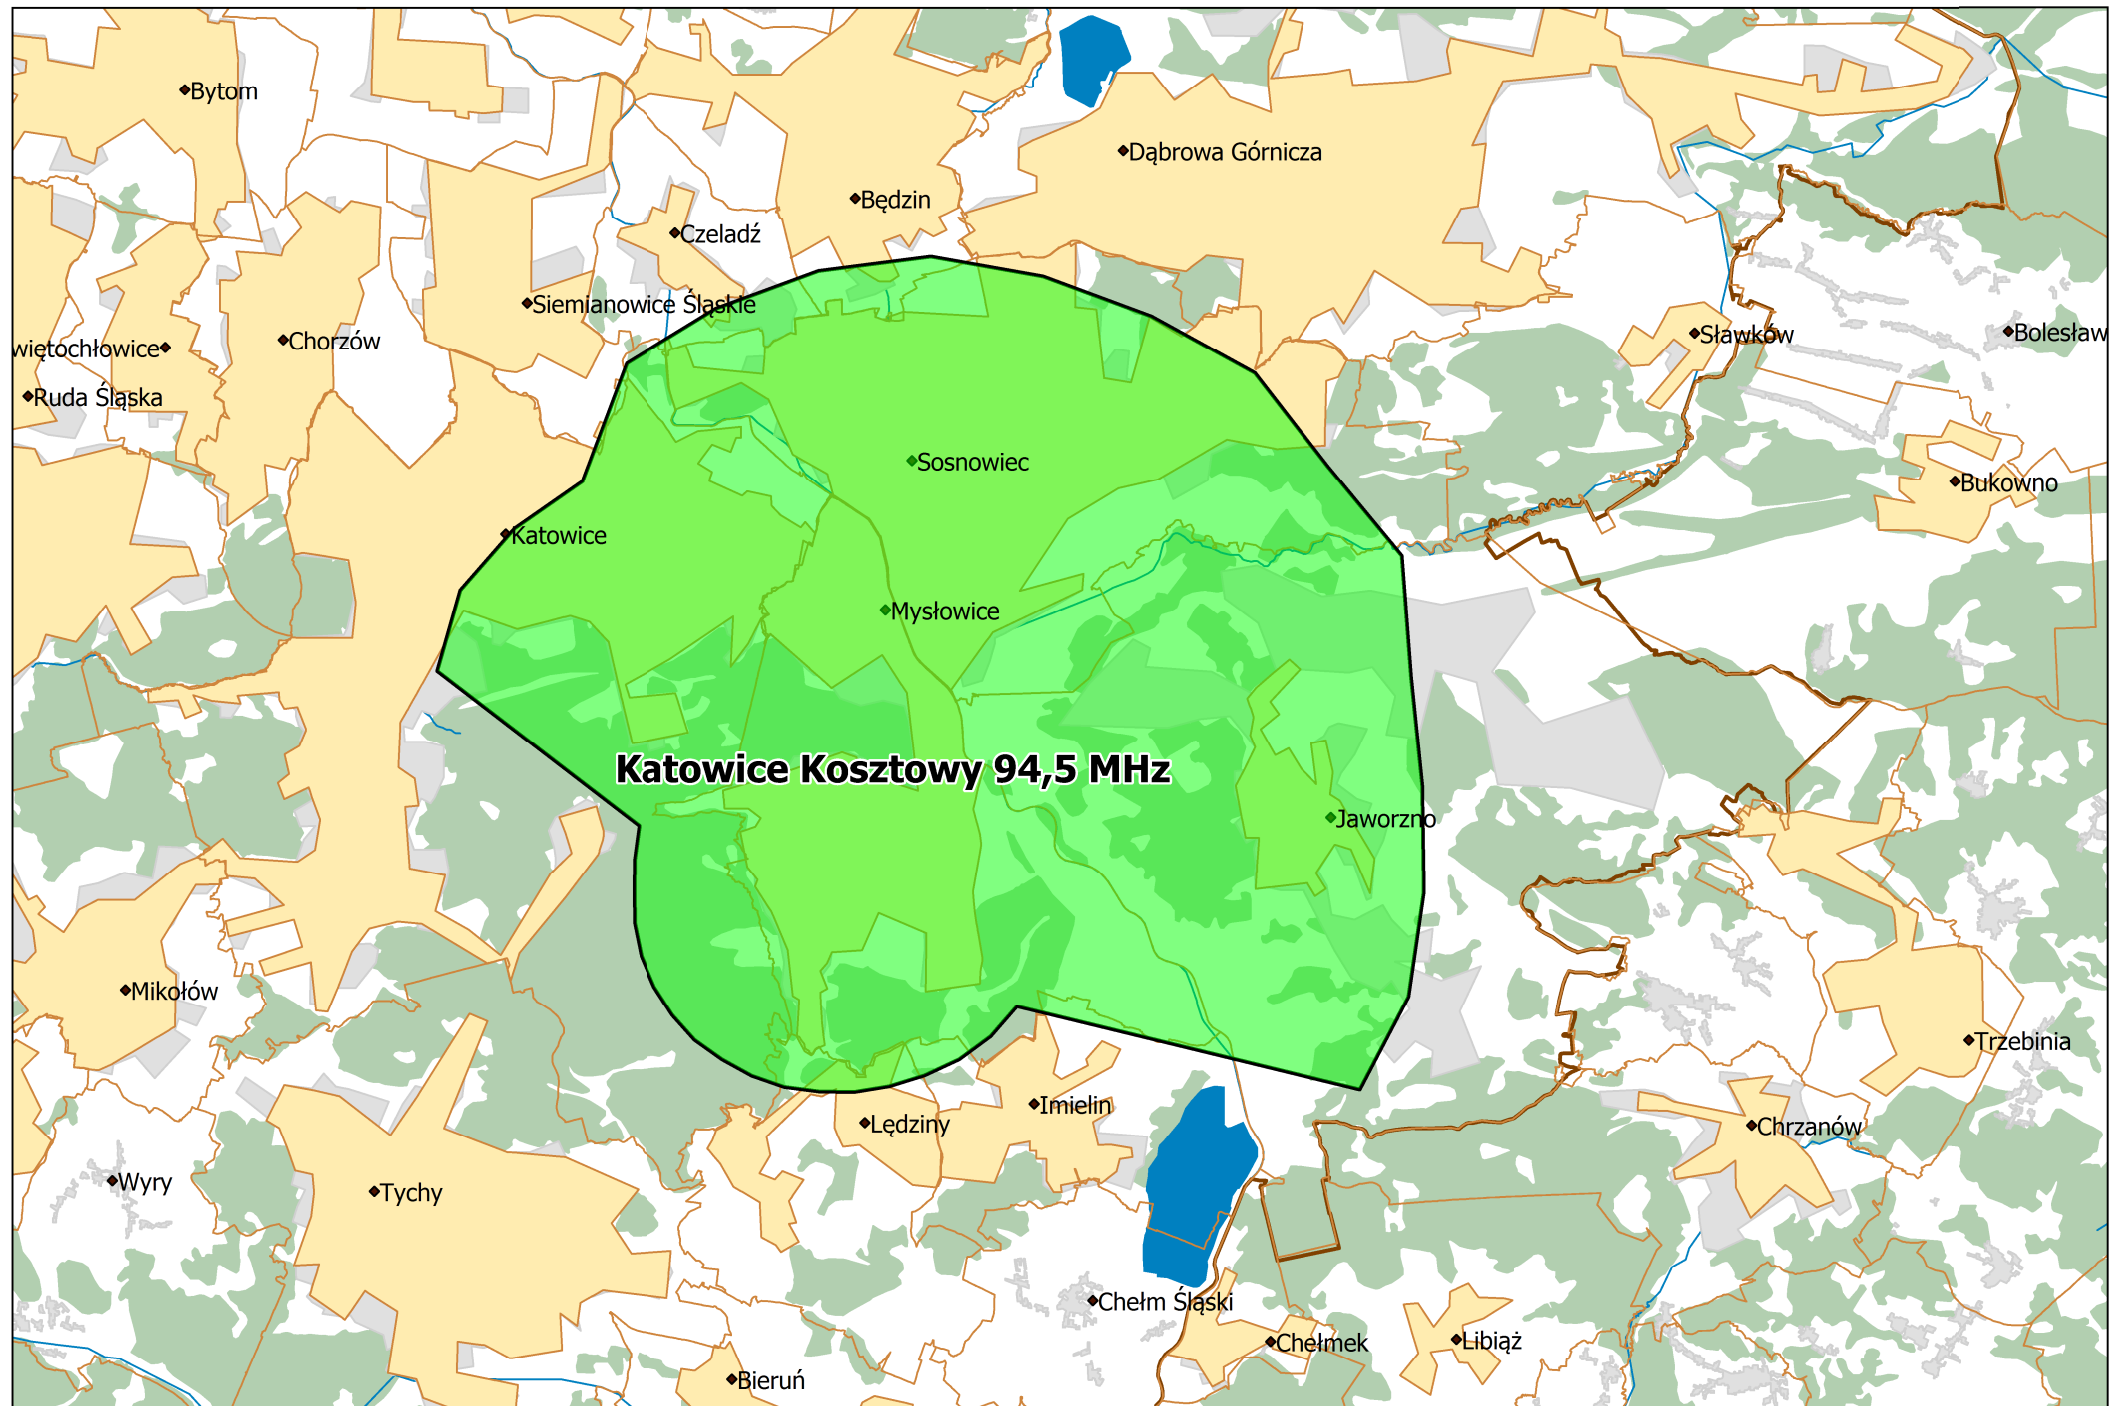 Bytom
Dąbrowa Górnicza
Będzin
Czeladź
Siemianowice Śląskie
Sławków
Bolesław
Chorzów
więtochłowice
Ruda Śląska
Sosnowiec
Bukowno
Katowice
Mysłowice
Katowice Kosztowy 94,5 MHz
Jaworzno
Mikołów
Trzebinia
Imielin
Lędziny
Chrzanów
Wyry
Tychy
Chełm Śląski
Chełmek
Libiąż
Bieruń